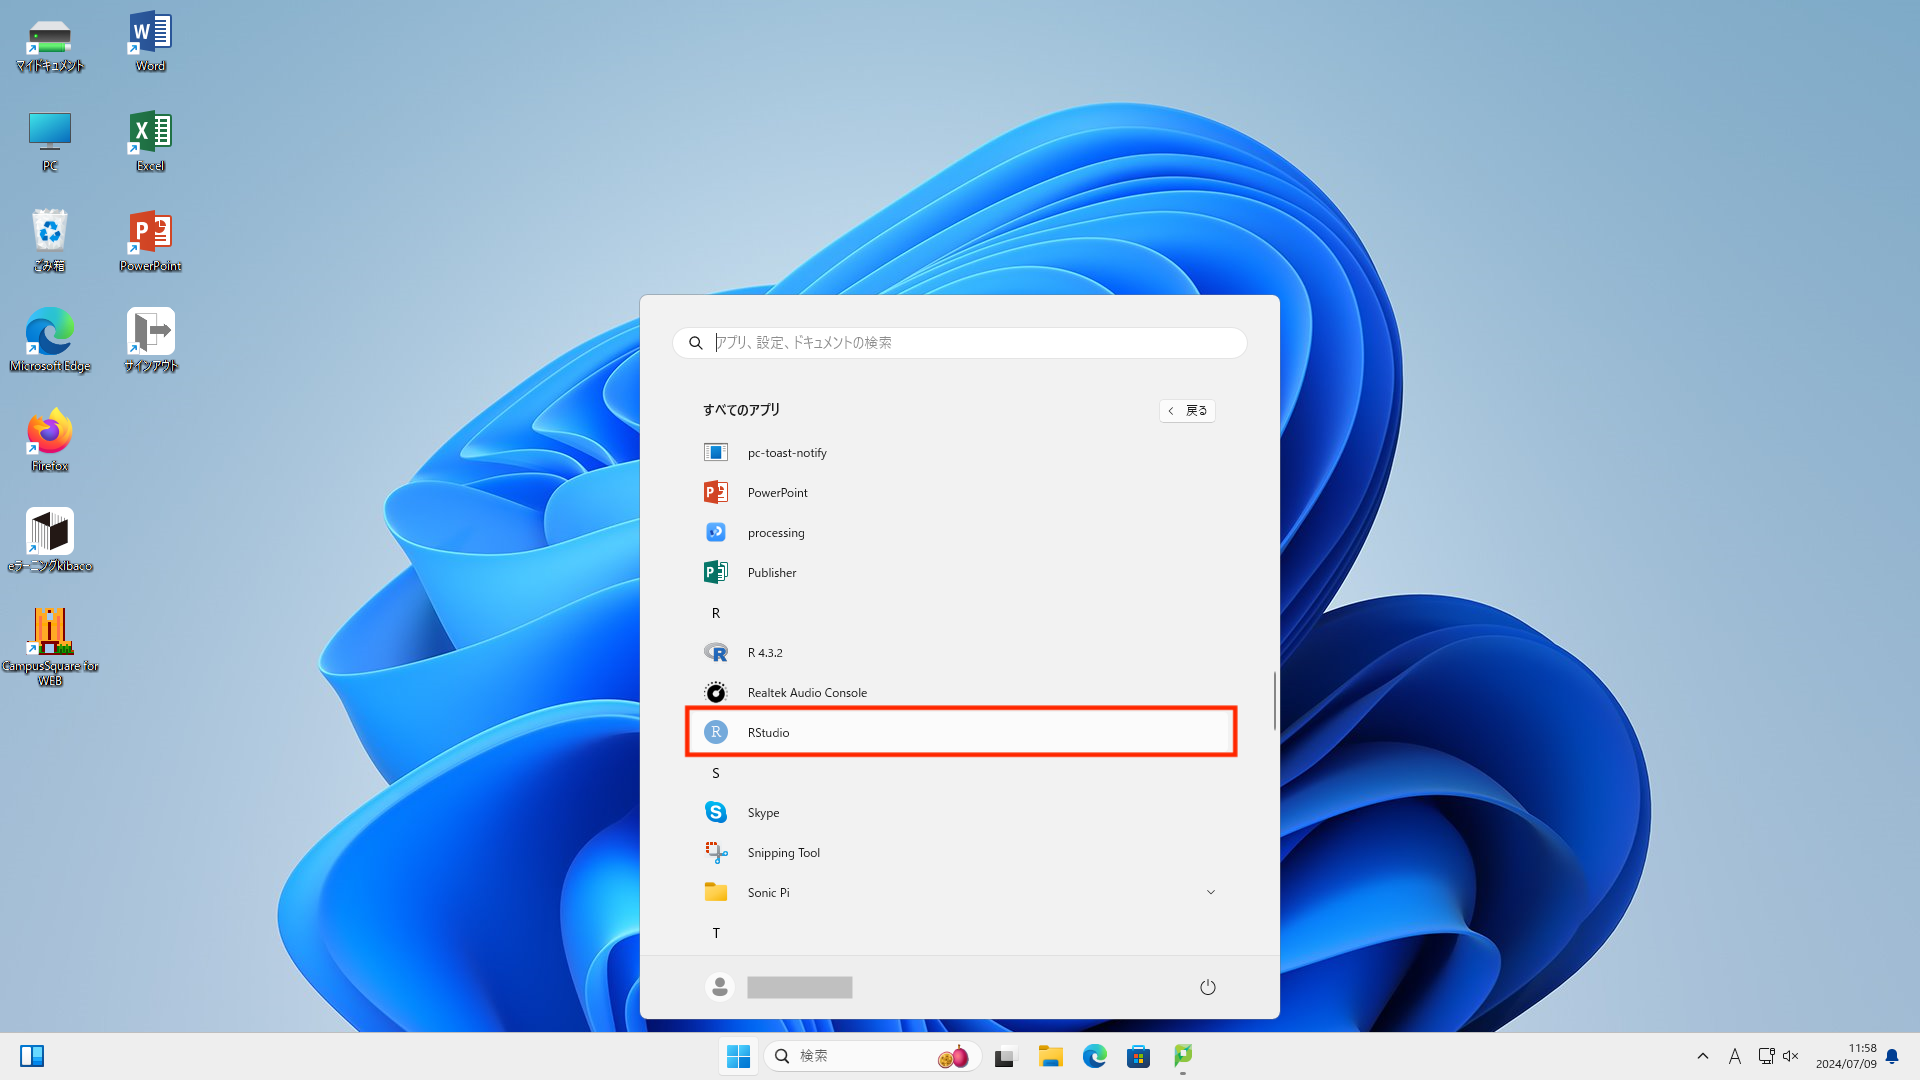 マイドキュメント
Word
PC
Excel
ごみ箱
PowerPoint
Microsoft Edge
サインアウト
Firefox
eラーニングkibaco
CampusSquare for
WEB
アプリ、設定、ドキュメントの検索
すべてのアプリ
戻る
pc-toast-notify
PowerPoint
processing
Publisher
R
R 4.3.2
Realtek Audio Console
RStudio
S
Skype
Snipping Tool
Sonic Pi
T
検索
A
11:58
2024/07/09